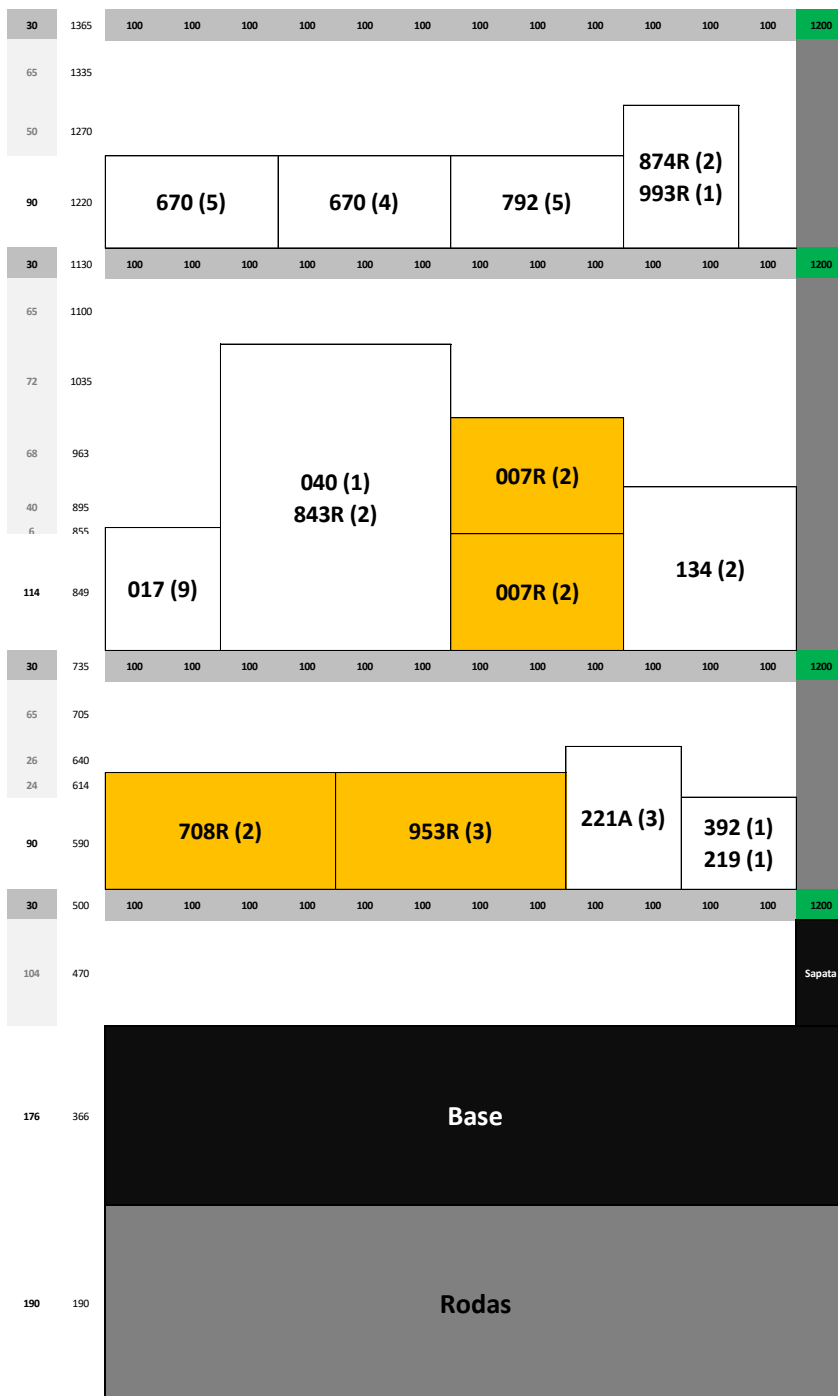 30 1365 100 100 100 100 100 100 100 100 100 100 100 100 1200
65 1335
50 1270
874R (2)
90 1220 670 (5) 670 (4) 792 (5)
993R (1)
30 1130 100 100 100 100 100 100 100 100 100 100 100 100 1200
65 1100
72 1035
68 963
007R (2)
040 (1)
40 895
843R (2)
6 855
134 (2)
114 849 017 (9) 007R (2)
30 735 100 100 100 100 100 100 100 100 100 100 100 100 1200
65 705
26 640
24 614
221A (3)
708R (2) 953R (3)
392 (1)
90 590
219 (1)
30 500 100 100 100 100 100 100 100 100 100 100 100 100 1200
104 470 Sapata
176 366 Base
190 190 Rodas